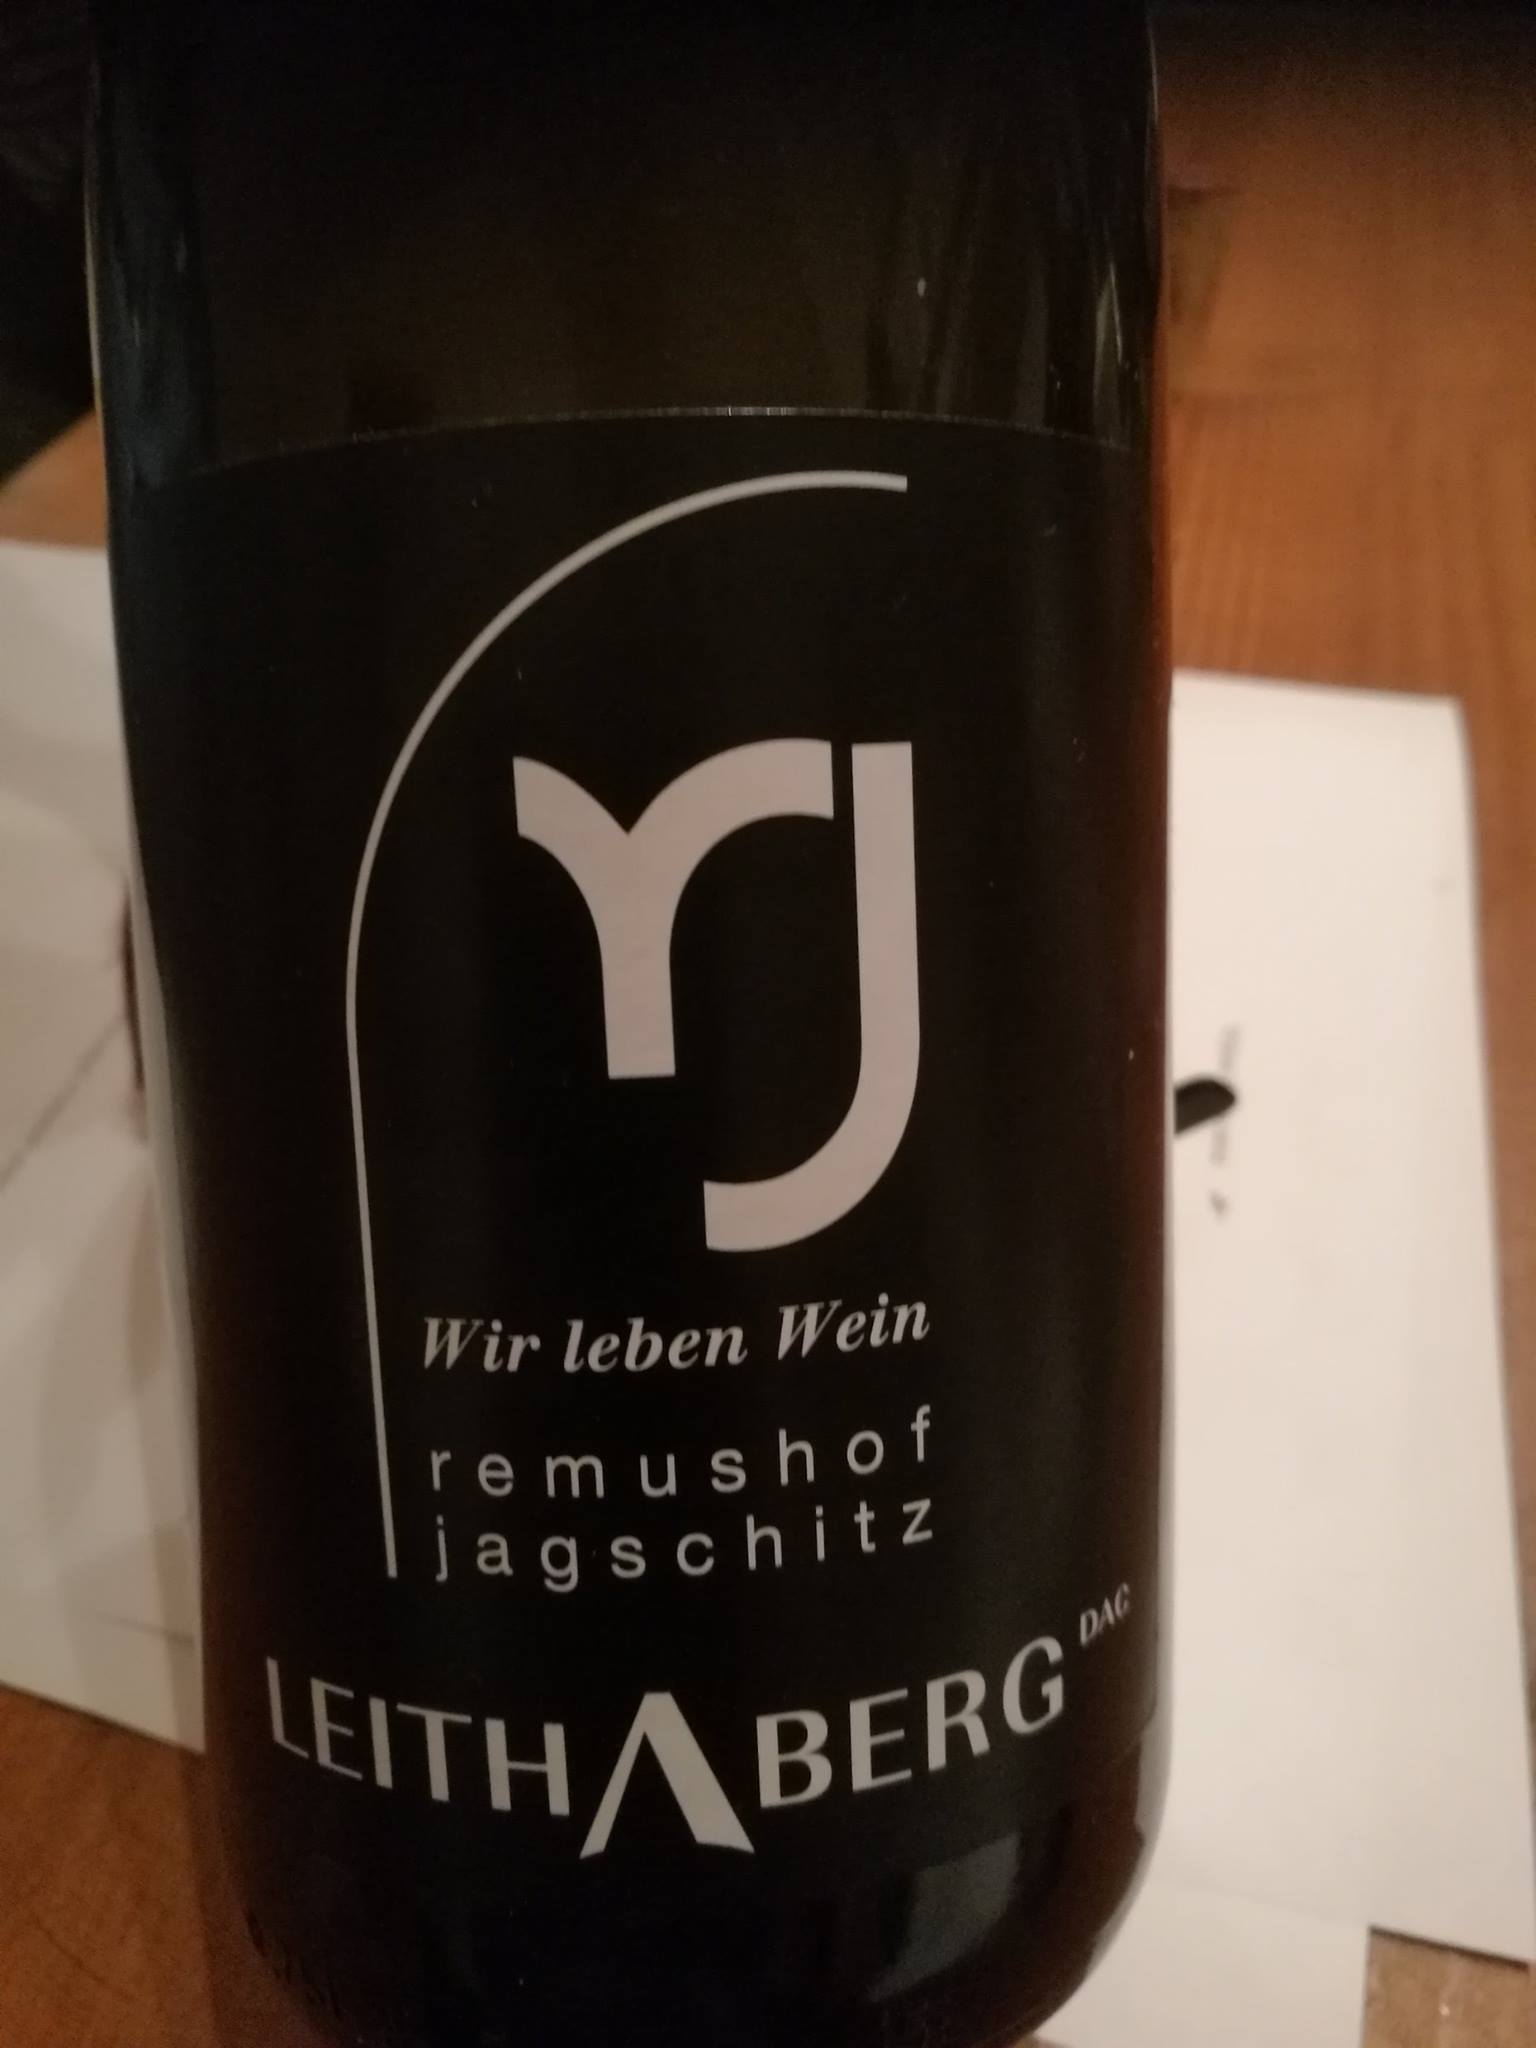 rj
Wir leben Wein
remushof
jagschitz
LEITHABERG DAC